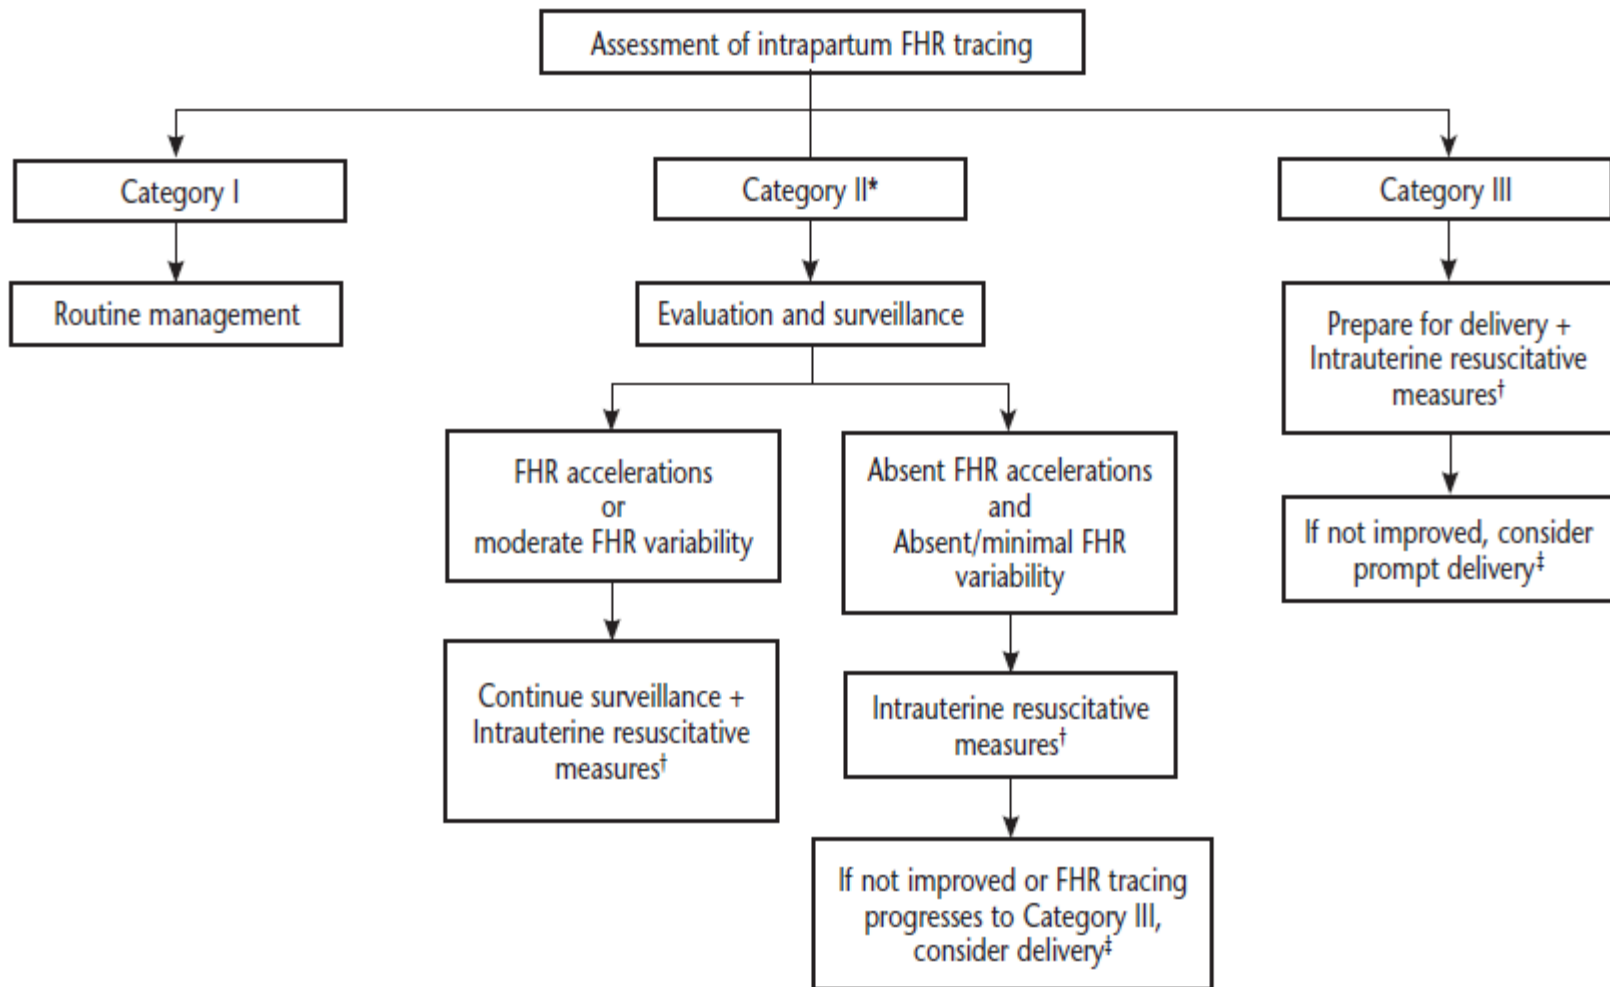 Assessment of intrapartum FHR tracing
Category I
Category II*
Category III
Routine management
Evaluation and surveillance
Prepare for delivery +
Intrauterine resuscitative
measures†
FHR accelerations
or
moderate FHR variability
Absent FHR accelerations
and
Absent/minimal FHR
variability
If not improved, consider
prompt delivery‡
Continue surveillance +
Intrauterine resuscitative
measures†
Intrauterine resuscitative
measures†
If not improved or FHR tracing
progresses to Category III,
consider delivery‡